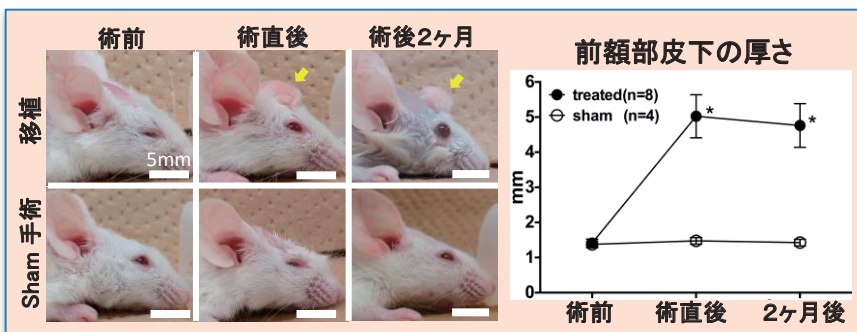 術前
術直後
術後2ヶ月
移植
5mm
Sham 手術
前額部皮下の厚さ
treated(n=8)
sham (n=4)
*
*
mm
6
5
4
3
2
1
0
術前
術直後
2ヶ月後